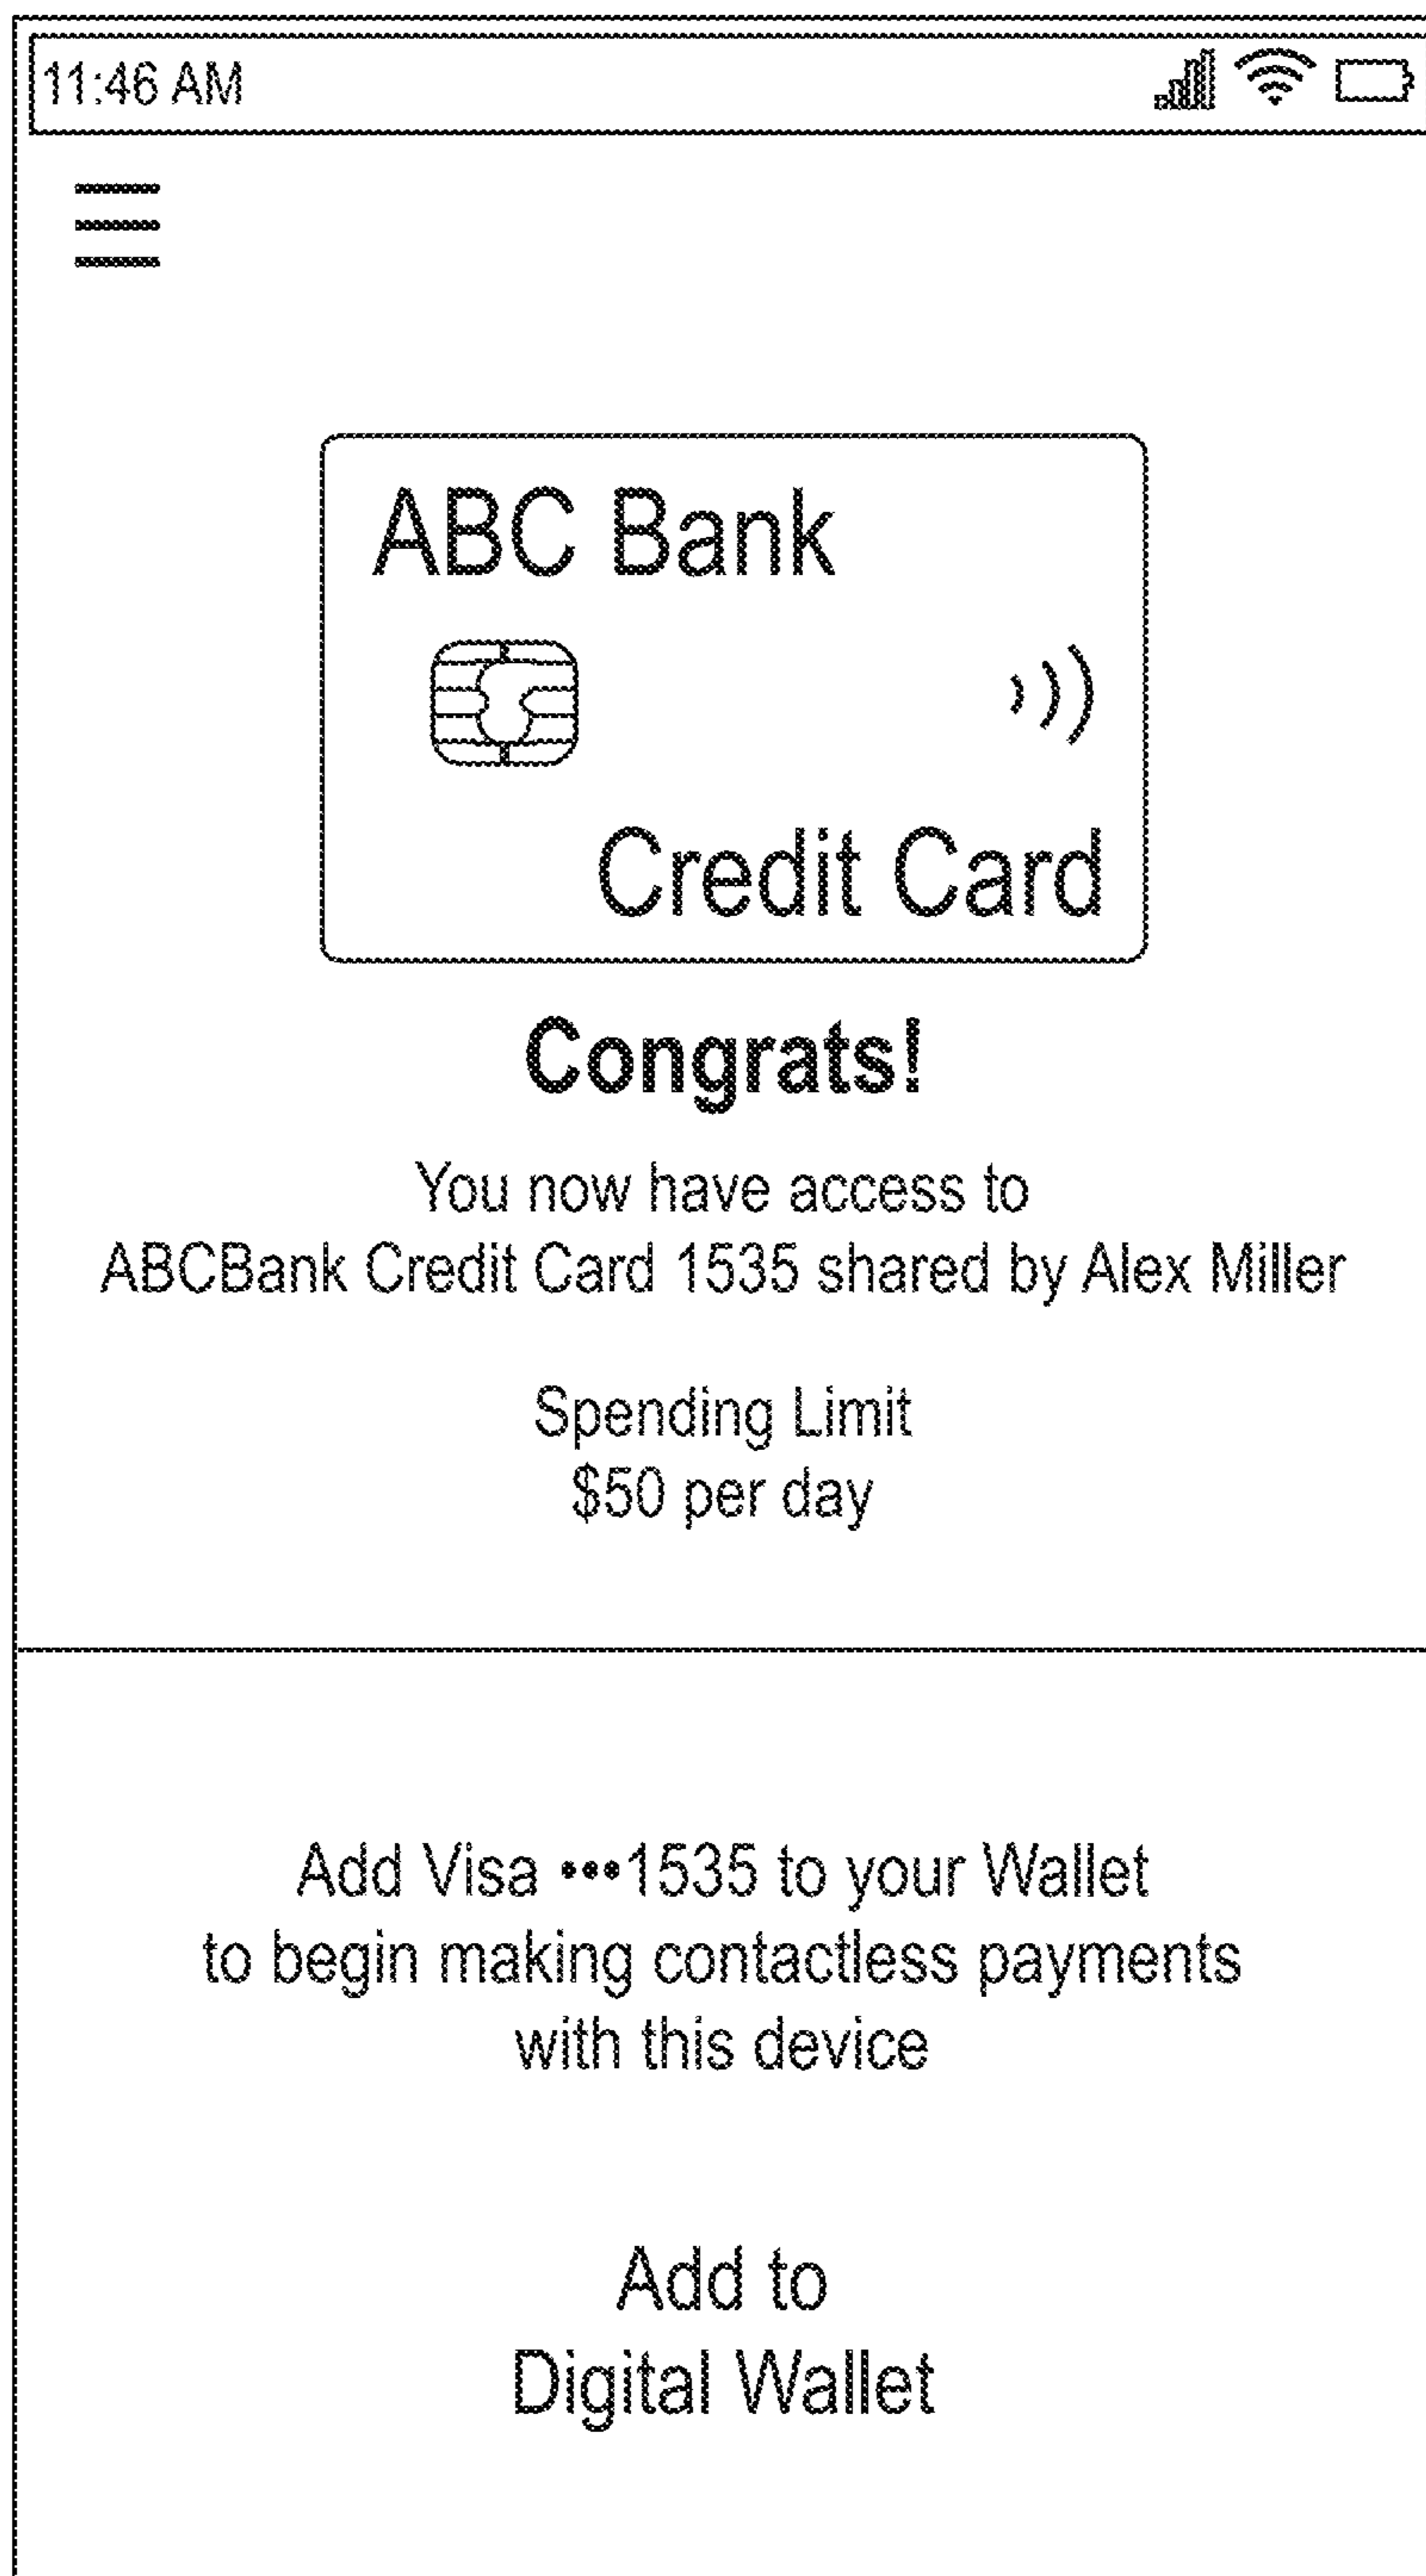 11:46 AM
ABC Bank
Credit Card
Congrats!
You now have access to
ABCBank Credit Card 1535 shared by Alex Miller
Spending Limit
$50 per day
Add Visa •••1535 to your Wallet
to begin making contactless payments
with this device
Add to
Digital Wallet